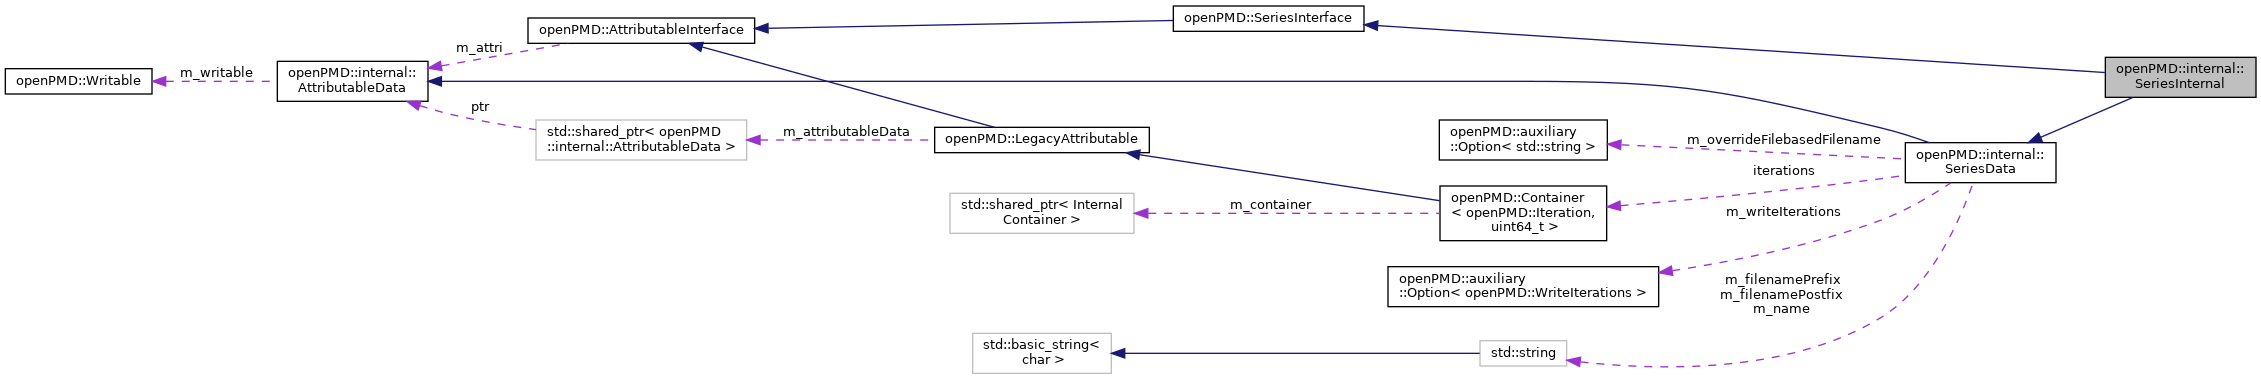 openPMD::SeriesInterface
openPMD::AttributableInterface
m_attri
openPMD::internal::
SeriesInternal
openPMD::Writable
m_writable
openPMD::internal::
AttributableData
ptr
std::shared_ptr< openPMD
::internal::AttributableData >
m_attributableData
openPMD::LegacyAttributable
openPMD::auxiliary
::Option< std::string >
m_overrideFilebasedFilename
openPMD::internal::
SeriesData
iterations
std::shared_ptr< Internal
Container >
m_container
openPMD::Container
< openPMD::Iteration,
uint64_t >
m_writeIterations
openPMD::auxiliary
::Option< openPMD::WriteIterations >
m_filenamePrefix
m_filenamePostfix
m_name
std::basic_string<
char >
std::string